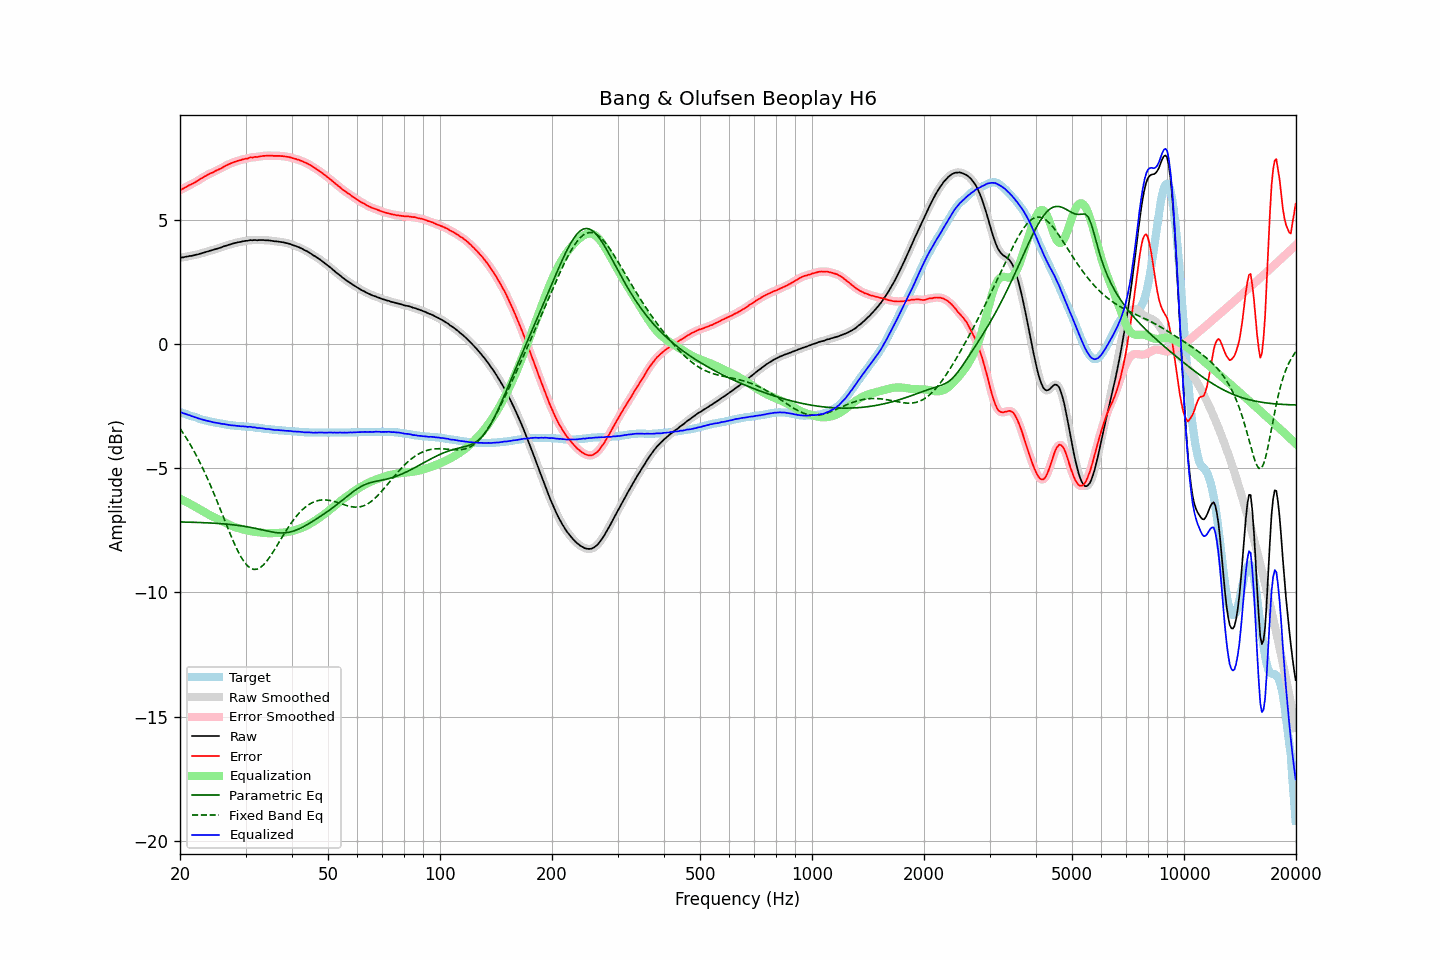 Bang & Olufsen Beoplay H6
Amplitude (dBr)
5
0
−5
−10
−15
−20
Target
Raw Smoothed
Error Smoothed
Raw
Error
Equalization
Parametric Eq
Fixed Band Eq
Equalized
20 50 100 200 500 1000 2000 5000 10000 20000
Frequency (Hz)